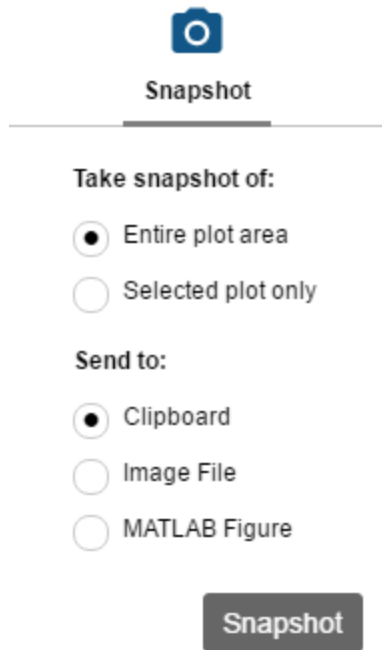 Snapshot
Take snapshot of:
Entire plot area
Selected plot only
Send to:
Clipboard
Image File
MATLAB Figure
Snapshot